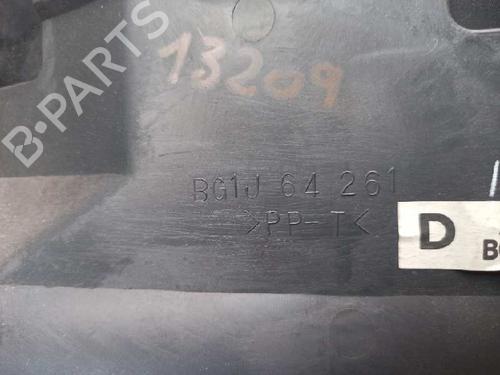 B-PARTS
13209
BG1J 64 261
>PP-T<
D